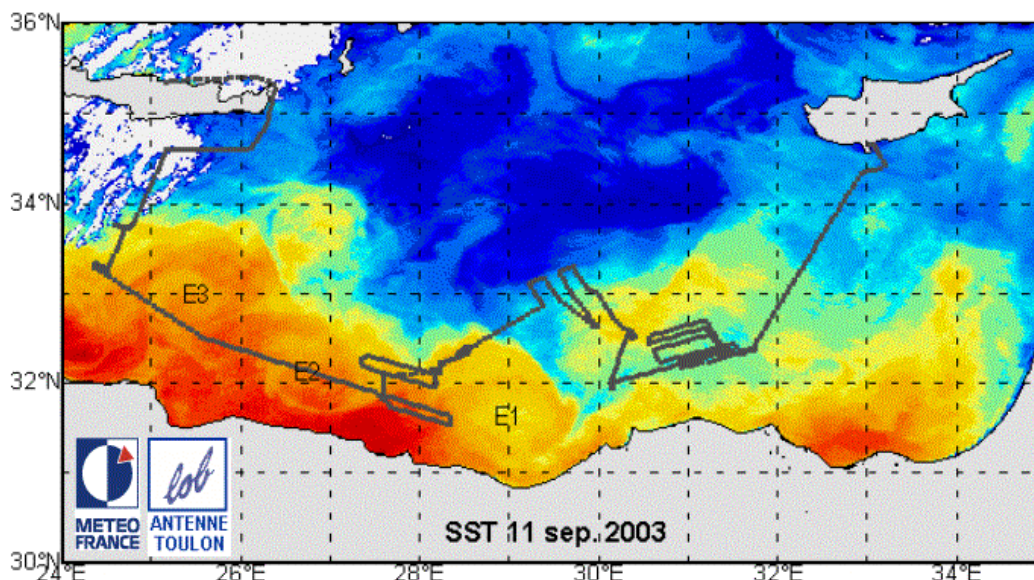 36°N
34°N
E3
E2
32°N
E1
lob
METEO
FRANCE
ANTENNE
TOULON
SST 11 sep. 2003
30°N
24°E 26°E 28°E 30°E 32°E 34°E